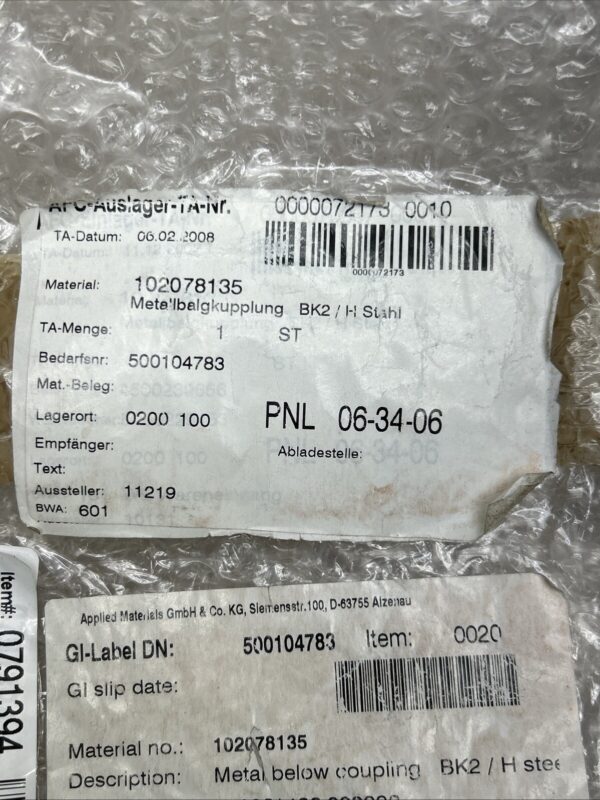 AFC-Auslager-TA-Nr. 0000072173 0010
TA-Datum: 06.02.2008
0000072173
Material: 102078135
Metallbalgkupplung BK2 / H Stahl
TA-Menge: 1 ST
Bedarfsnr: 500104783
Mat.-Beleg:
Lagerort: 0200 100 PNL 06-34-06
Empfänger: Abladestelle:
Text:
Aussteller: 11219
BWA: 601
Applied Materials GmbH & Co. KG, Siemensstr.100, D-63755 Alzenau
GI-Label DN: 500104783 Item: 0020
GI slip date:
Material no.: 102078135
Description: Metal below coupling BK2 / H stee
Item#: 0791394